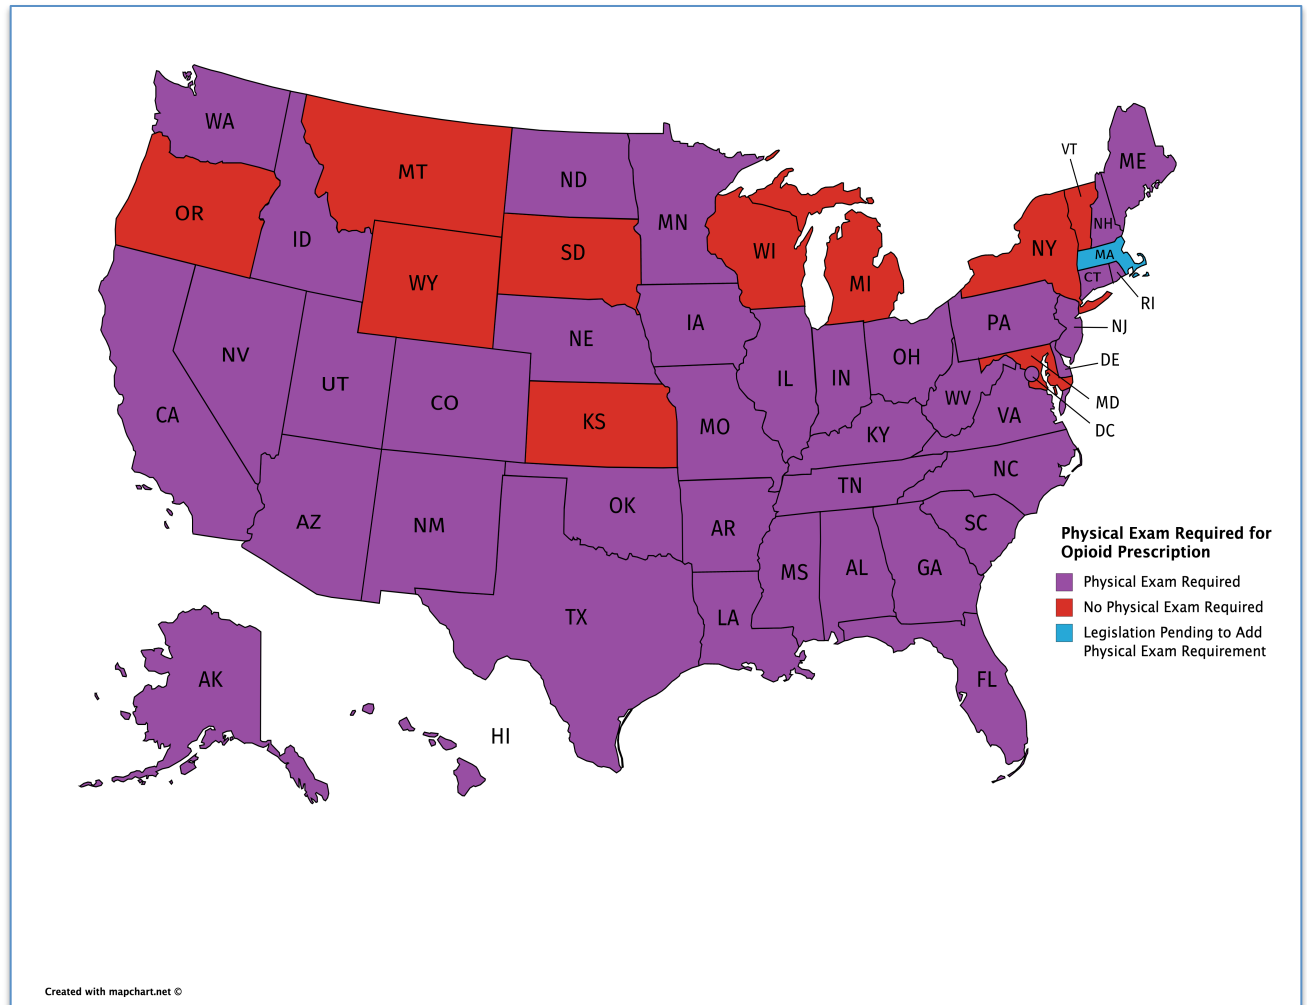 WA
MT
ND
MN
VT
ME
OR
ID
SD
WI
NY
NH
MA
WY
MI
CT
RI
NE
IA
PA
NJ
NV
UT
CO
IL
IN
OH
DE
CA
KS
MO
WV
VA
MD
KY
DC
AZ
NM
OK
TN
NC
AR
SC
MS
AL
GA
TX
LA
AK
HI
FL
Physical Exam Required for
Opioid Prescription
Physical Exam Required
No Physical Exam Required
Legislation Pending to Add
Physical Exam Requirement
Created with mapchart.net ©